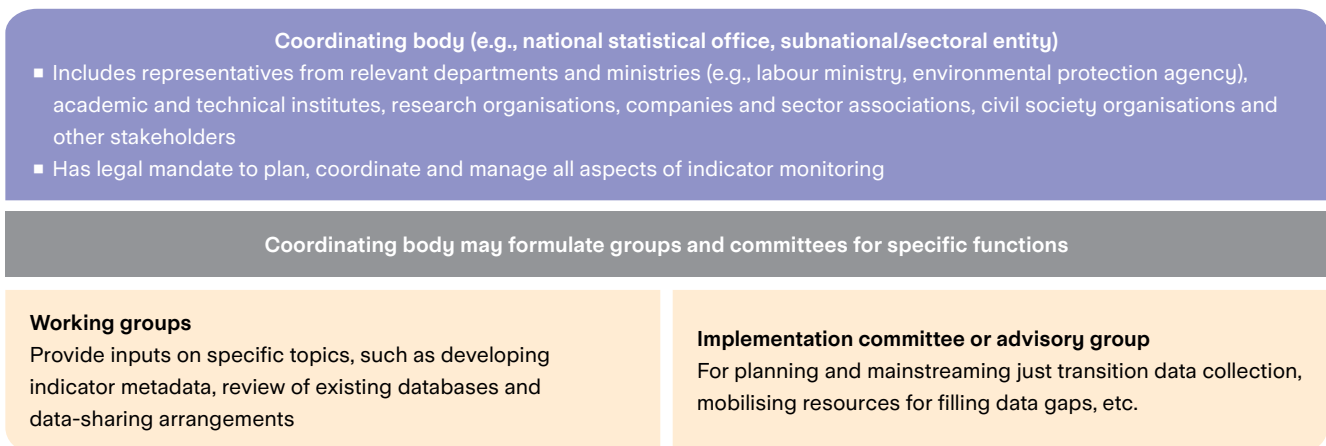 Coordinating body (e.g., national statistical office, subnational/sectoral entity)
▪ Includes representatives from relevant departments and ministries (e.g., labour ministry, environmental protection agency),
academic and technical institutes, research organisations, companies and sector associations, civil society organisations and
other stakeholders
▪ Has legal mandate to plan, coordinate and manage all aspects of indicator monitoring
Coordinating body may formulate groups and committees for specific functions
Working groups
Provide inputs on specific topics, such as developing
indicator metadata, review of existing databases and
data-sharing arrangements
Implementation committee or advisory group
For planning and mainstreaming just transition data collection,
mobilising resources for filling data gaps, etc.